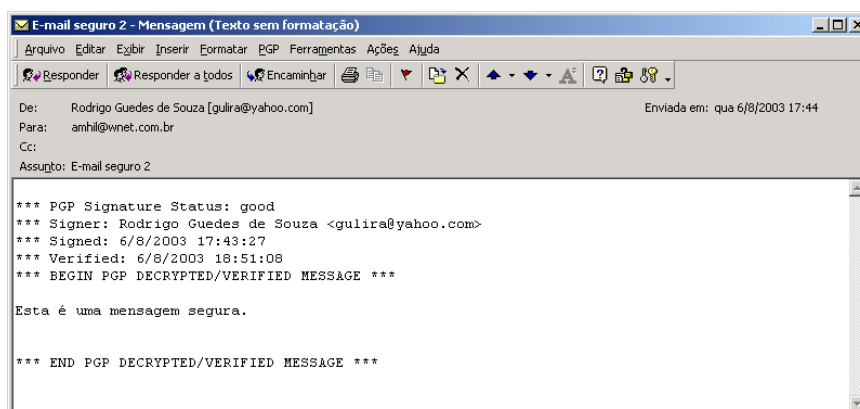 E-mail seguro 2 - Mensagem (Texto sem formatação)
Arquivo Editar Exibir Inserir Formatar PGP Ferramentas Ações Ajuda
Responder Responder a todos Encaminhar
De: Rodrigo Guedes de Souza [gulira@yahoo.com] Enviada em: qua 6/8/2003 17:44
Para: amhil@wnet.com.br
Cc:
Assunto: E-mail seguro 2
*** PGP Signature Status: good
*** Signer: Rodrigo Guedes de Souza <gulira@yahoo.com>
*** Signed: 6/8/2003 17:43:27
*** Verified: 6/8/2003 18:51:08
*** BEGIN PGP DECRYPTED/VERIFIED MESSAGE ***
Esta é uma mensagem segura.
*** END PGP DECRYPTED/VERIFIED MESSAGE ***